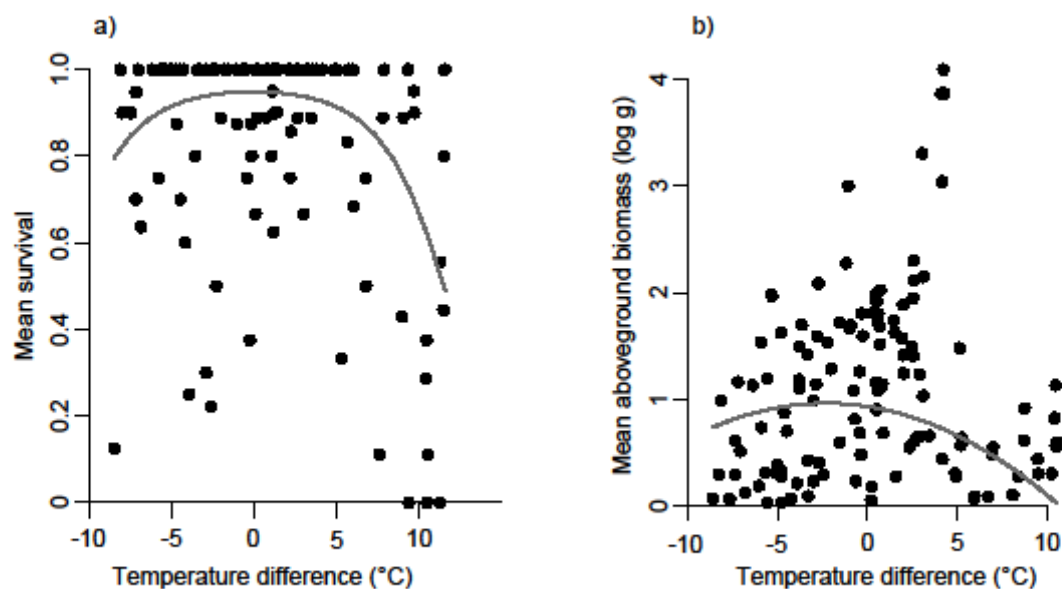 a)
Mean survival
1.0
0.8
0.6
0.4
0.2
0
-10 -5 0 5 10
Temperature difference (°C)
b)
Mean aboveground biomass (log g)
4
3
2
1
0
-10 -5 0 5 10
Temperature difference (°C)